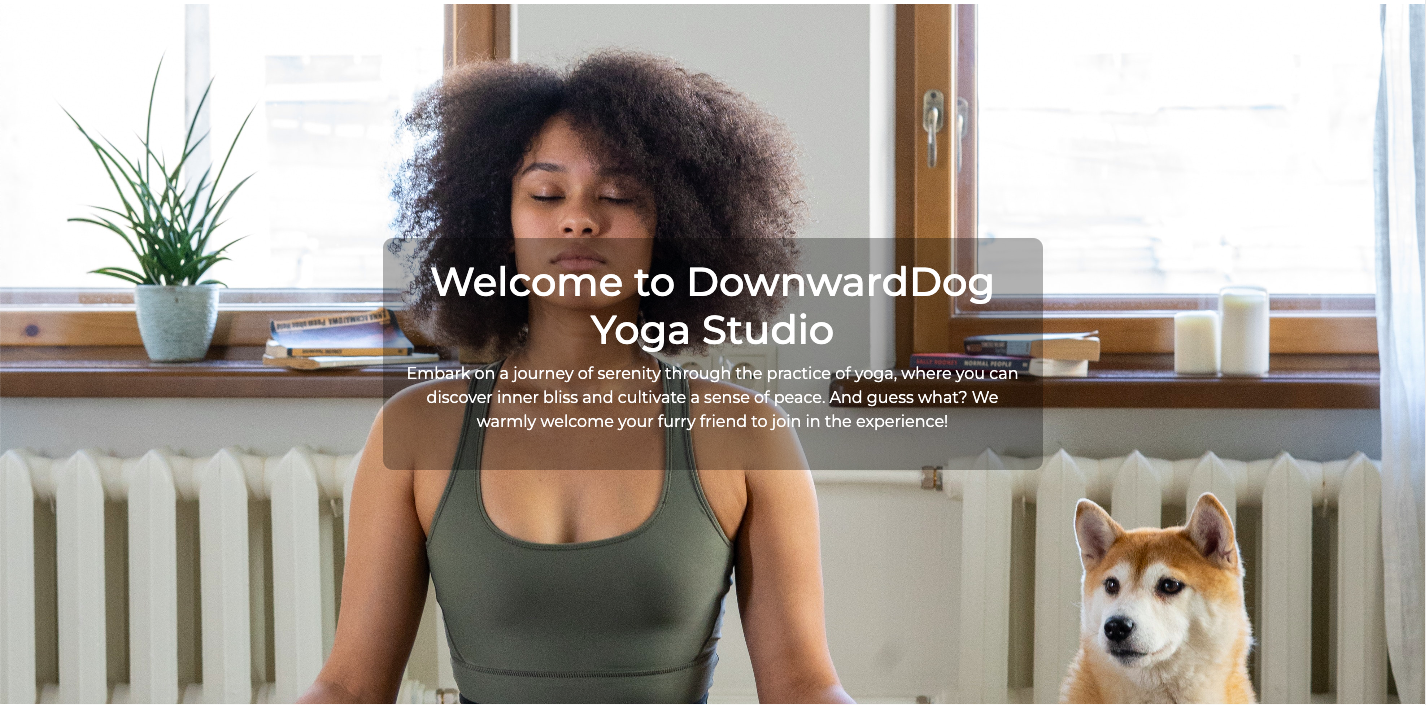 Welcome to DownwardDog
Yoga Studio
Embark on a journey of serenity through the practice of yoga, where you can
discover inner bliss and cultivate a sense of peace. And guess what? We
warmly welcome your furry friend to join in the experience!
NORMAL PEOPLE